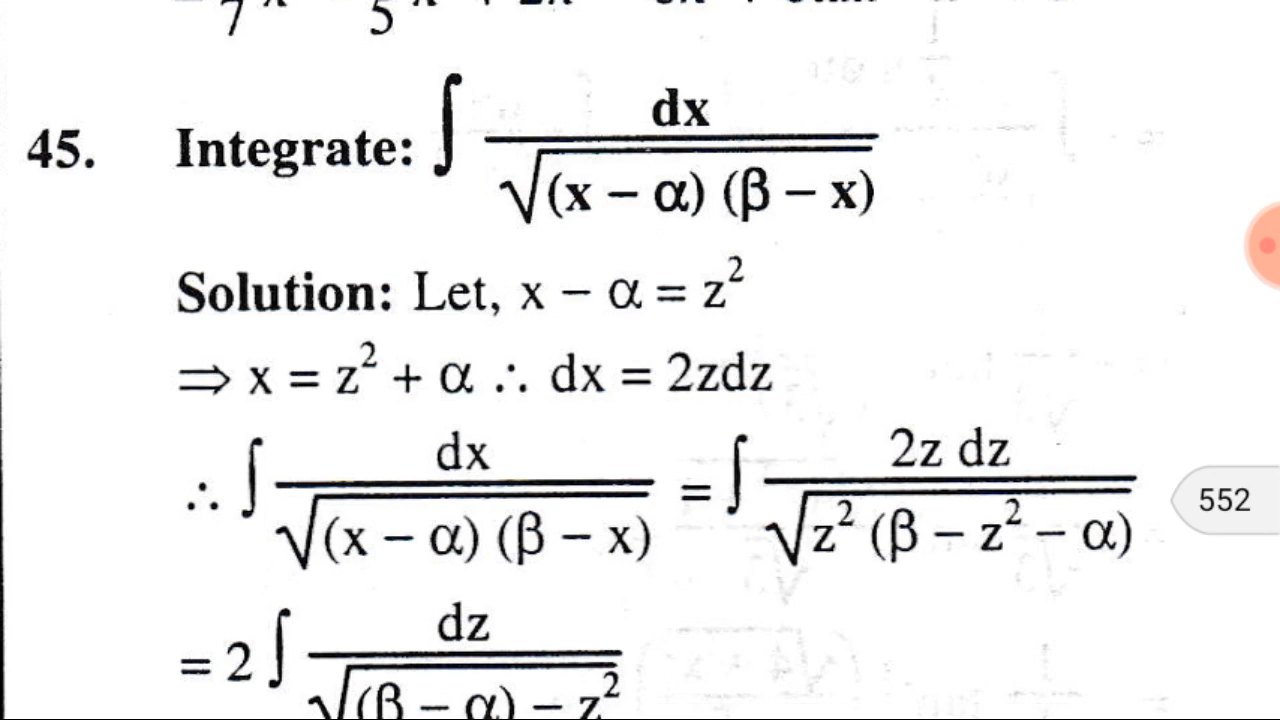 45. Integrate: ∫ dx / √((x – α) (β – x))
Solution: Let, x – α = z²
⇒ x = z² + α ∴ dx = 2zdz
∴ ∫ dx / √((x – α) (β – x)) = ∫ 2z dz / √(z² (β – z² – α))
552
= 2 ∫ dz / √((β – α) – z²